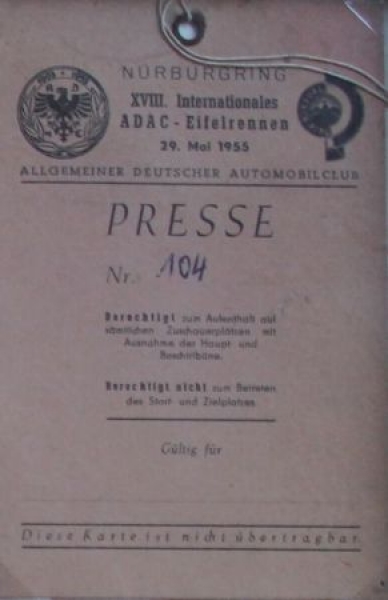 NÜRBURGRING
XVIII. Internationales
ADAC-Eifelrennen
29. Mai 1955
ALLGEMEINER DEUTSCHER AUTOMOBILCLUB
PRESSE
Nr. 104
Berechtigt zum Aufenthalt auf
sämtlichen Zuschauerplätzen mit
Ausnahme der Haupt und
Berechtigt nicht zum Betreten
des Start- und Zielplatzes
Gültig für
Diese Karte ist nicht übertragbar